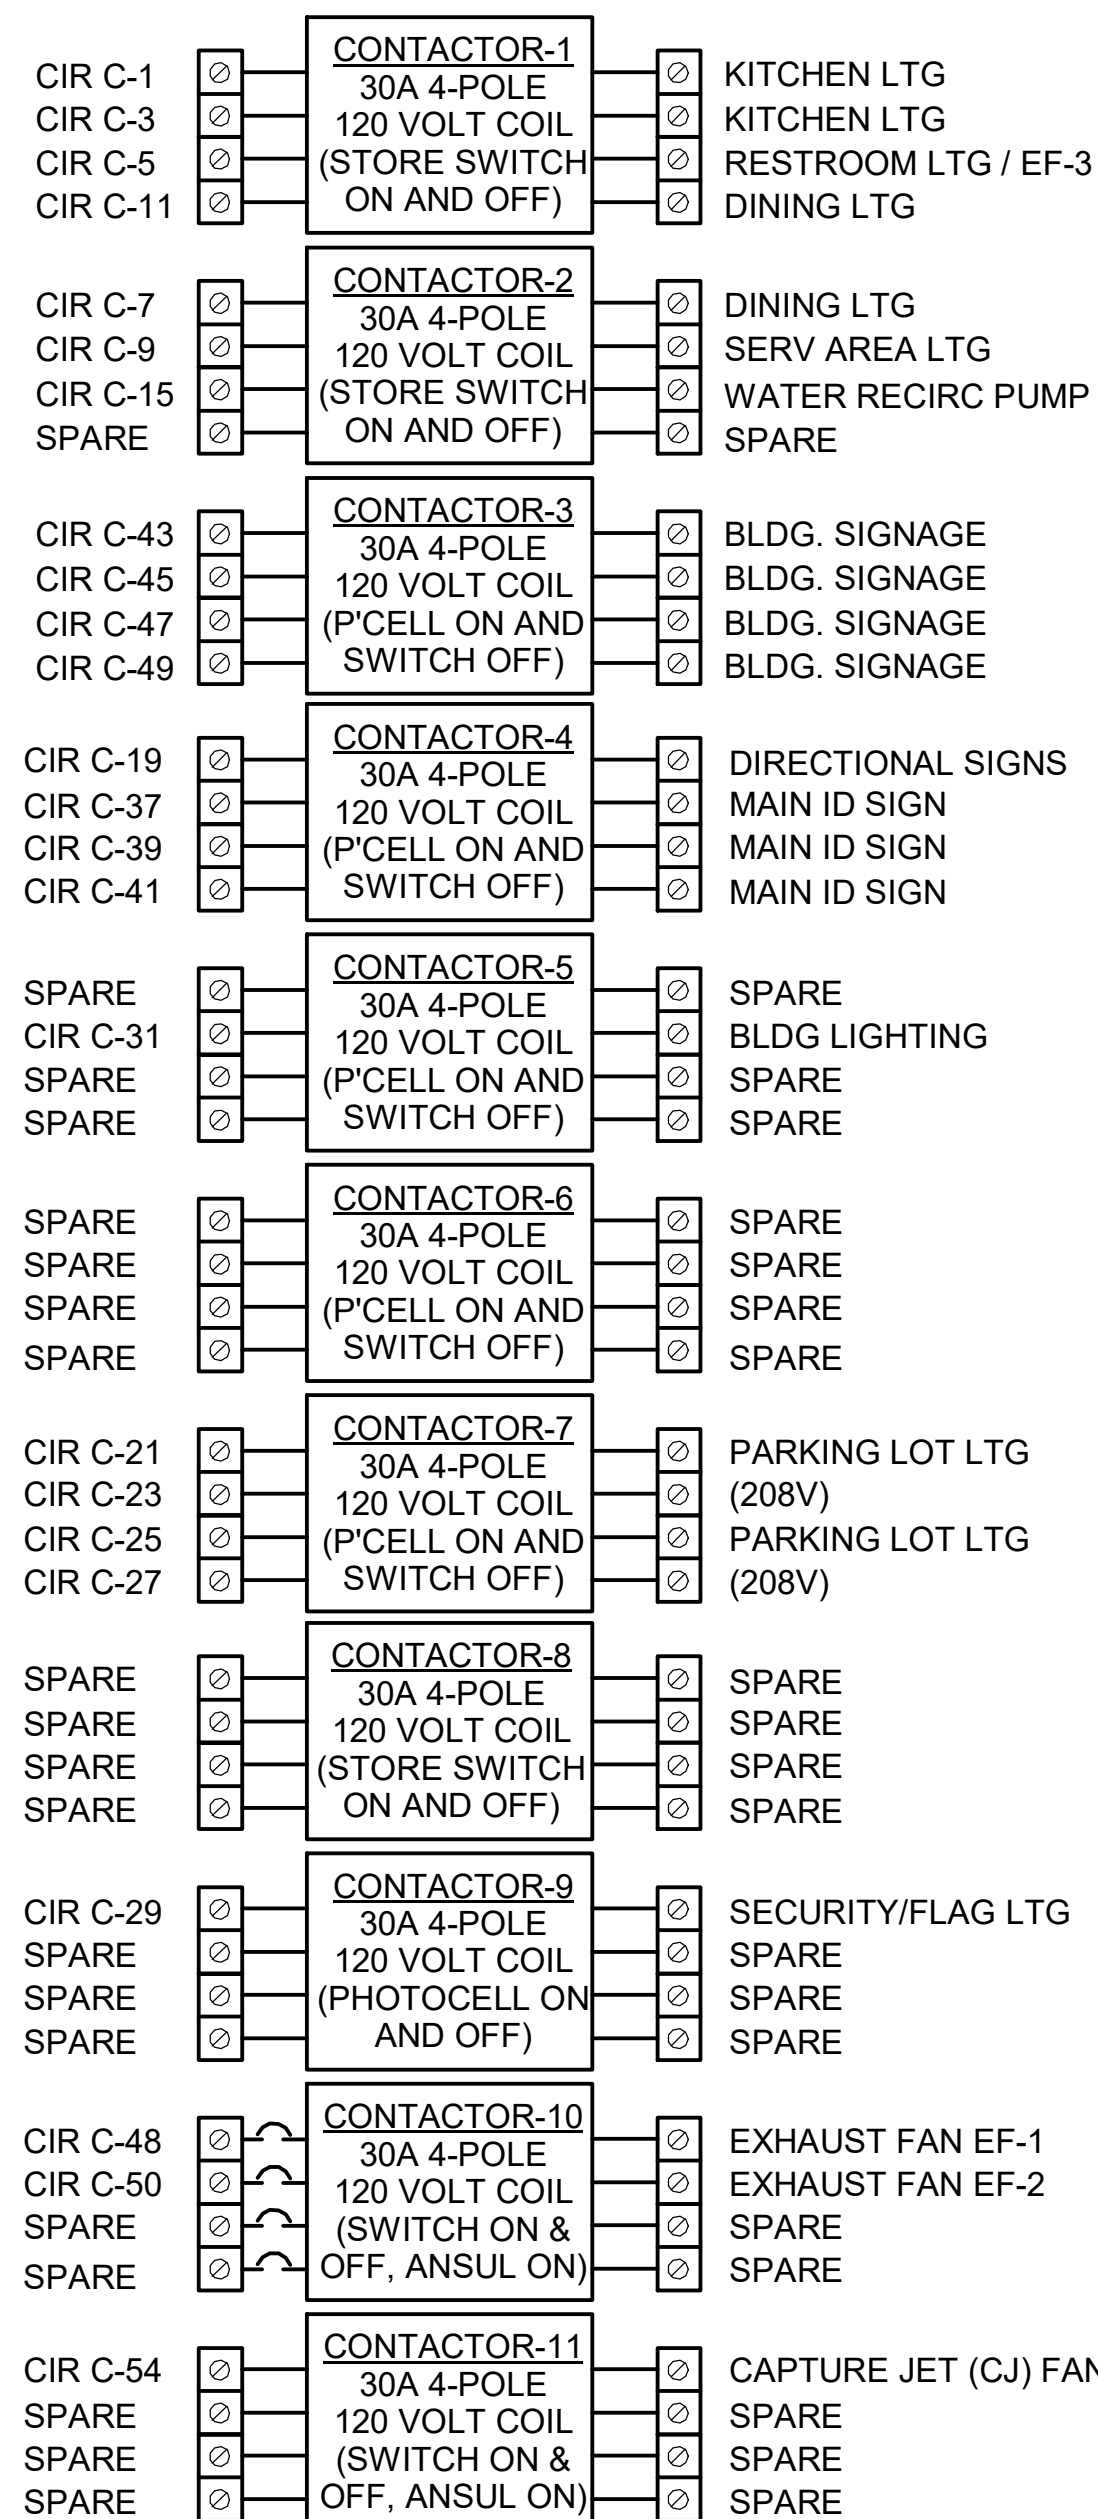 CONTACTOR-1
30A 4-POLE
120 VOLT COIL
(STORE SWITCH
ON AND OFF)
CIR C-1
CIR C-3
CIR C-5
CIR C-11
KITCHEN LTG
KITCHEN LTG
RESTROOM LTG / EF-3
DINING LTG
CONTACTOR-2
30A 4-POLE
120 VOLT COIL
(STORE SWITCH
ON AND OFF)
CIR C-7
CIR C-9
CIR C-15
SPARE
DINING LTG
SERV AREA LTG
WATER RECIRC PUMP
SPARE
CONTACTOR-3
30A 4-POLE
120 VOLT COIL
(P'CELL ON AND
SWITCH OFF)
CIR C-43
CIR C-45
CIR C-47
CIR C-49
BLDG. SIGNAGE
BLDG. SIGNAGE
BLDG. SIGNAGE
BLDG. SIGNAGE
CONTACTOR-4
30A 4-POLE
120 VOLT COIL
(P'CELL ON AND
SWITCH OFF)
CIR C-19
CIR C-37
CIR C-39
CIR C-41
DIRECTIONAL SIGNS
MAIN ID SIGN
MAIN ID SIGN
MAIN ID SIGN
CONTACTOR-5
30A 4-POLE
120 VOLT COIL
(P'CELL ON AND
SWITCH OFF)
SPARE
CIR C-31
SPARE
SPARE
SPARE
BLDG LIGHTING
SPARE
SPARE
CONTACTOR-6
30A 4-POLE
120 VOLT COIL
(P'CELL ON AND
SWITCH OFF)
SPARE
SPARE
SPARE
SPARE
SPARE
SPARE
SPARE
SPARE
CONTACTOR-7
30A 4-POLE
120 VOLT COIL
(P'CELL ON AND
SWITCH OFF)
CIR C-21
CIR C-23
CIR C-25
CIR C-27
PARKING LOT LTG
(208V)
PARKING LOT LTG
(208V)
CONTACTOR-8
30A 4-POLE
120 VOLT COIL
(STORE SWITCH
ON AND OFF)
SPARE
SPARE
SPARE
SPARE
SPARE
SPARE
SPARE
SPARE
CONTACTOR-9
30A 4-POLE
120 VOLT COIL
(PHOTOCELL ON
AND OFF)
CIR C-29
SPARE
SPARE
SPARE
SECURITY/FLAG LTG
SPARE
SPARE
SPARE
CONTACTOR-10
30A 4-POLE
120 VOLT COIL
(SWITCH ON &
OFF, ANSUL ON)
CIR C-48
CIR C-50
SPARE
SPARE
EXHAUST FAN EF-1
EXHAUST FAN EF-2
SPARE
SPARE
CONTACTOR-11
30A 4-POLE
120 VOLT COIL
(SWITCH ON &
OFF, ANSUL ON)
CIR C-54
SPARE
SPARE
SPARE
CAPTURE JET (CJ) FAN
SPARE
SPARE
SPARE